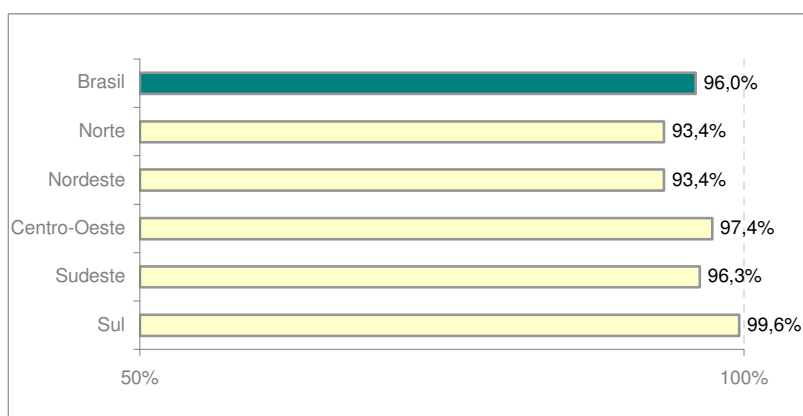 Brasil 96,0%
Norte 93,4%
Nordeste 93,4%
Centro-Oeste 97,4%
Sudeste 96,3%
Sul 99,6%
50% 100%